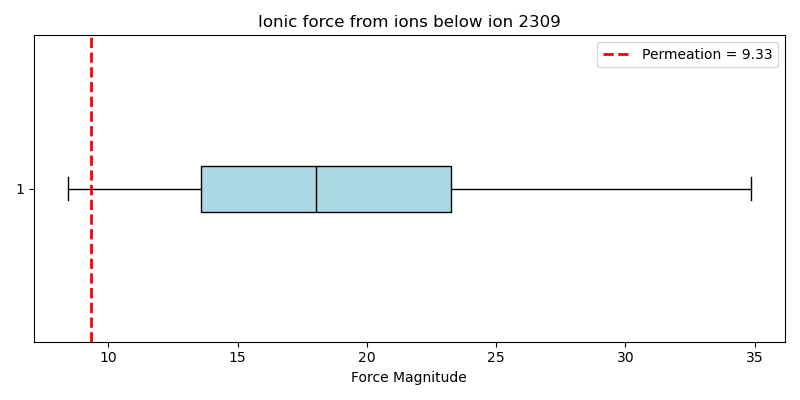 Ionic force from ions below ion 2309
Permeation = 9.33
1
10 15 20 25 30 35
Force Magnitude